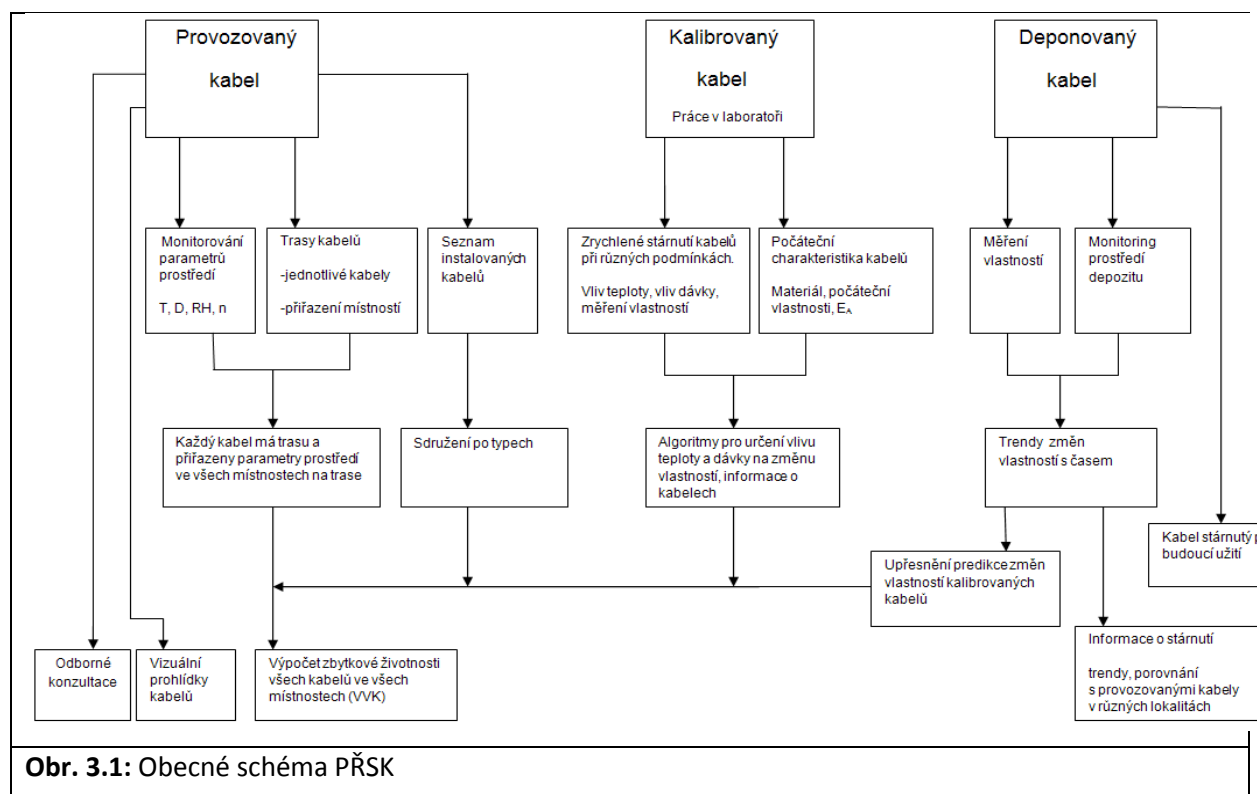 Provozovaný
kabel
Kalibrovaný
kabel
Práce v laboratoři
Deponovaný
kabel
Monitorování
parametrů
prostředí
T, D, RH, n
Trasy kabelů
-jednotlivé kabely
-přiřazení místností
Seznam
instalovaných
kabelů
Zrychlené stárnutí kabelů
při různých podmínkách.
Vliv teploty, vliv dávky,
měření vlastností
Počáteční
charakteristika kabelů
Materiál, počáteční
vlastnosti, EA
Měření
vlastností
Monitoring
prostředí
depozitu
Každý kabel má trasu a
přiřazeny parametry prostředí
ve všech místnostech na trase
Sdružení po typech
Algoritmy pro určení vlivu
teploty a dávky na změnu
vlastností, informace o
kabelech
Trendy změn
vlastností s časem
Kabel stárnutý p
budoucí užití
Upřesnění predikce změn
vlastností kalibrovaných
kabelů
Odborné
konzultace
Vizuální
prohlídky
kabelů
Výpočet zbytkové životnosti
všech kabelů ve všech
místnostech (VVK)
Informace o stárnutí
trendy, porovnání
s provozovanými kabely
v různých lokalitách
Obr. 3.1: Obecné schéma PŘSK